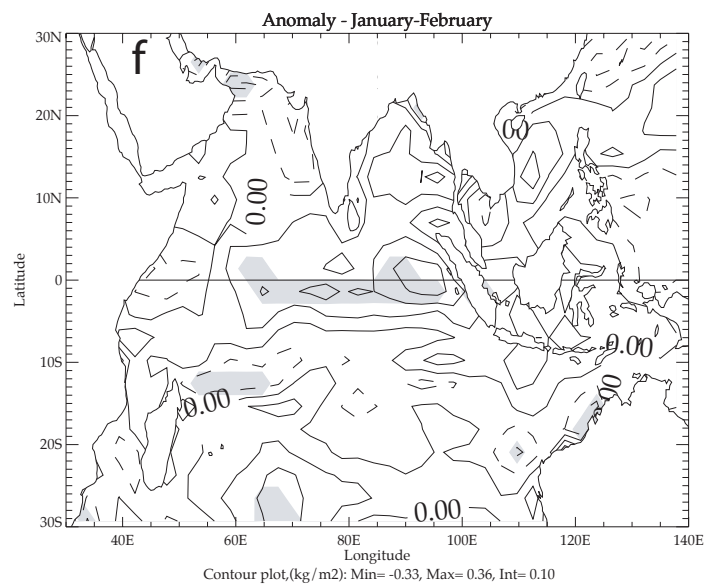 Anomaly - January-February
f
30N
20N
10N
0
10S
20S
30S
Latitude
0.00
00
0.00
0.00
00
0.00
40E 60E 80E 100E 120E 140E
Longitude
Contour plot,(kg/m2): Min= -0.33, Max= 0.36, Int= 0.10